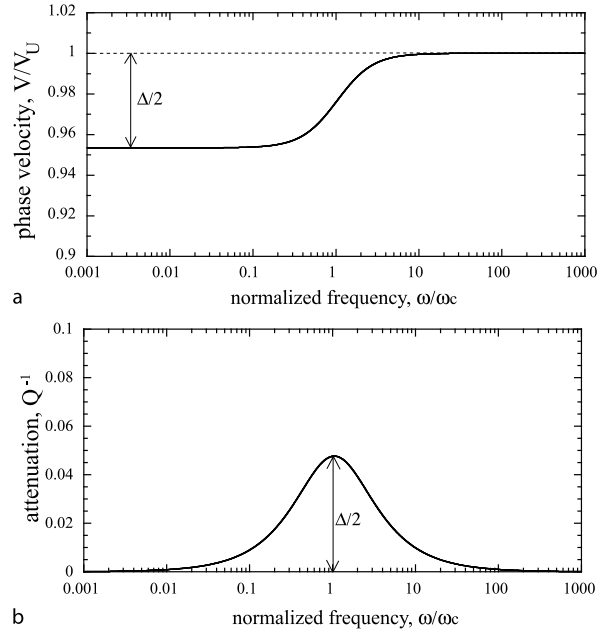 1.02
1
0.98
0.96
0.94
0.92
0.9
phase velocity, V/V_U
Δ/2
0.001 0.01 0.1 1 10 100 1000
normalized frequency, ω/ωc
a
0.1
0.08
0.06
0.04
0.02
0
attenuation, Q⁻¹
Δ/2
0.001 0.01 0.1 1 10 100 1000
normalized frequency, ω/ωc
b